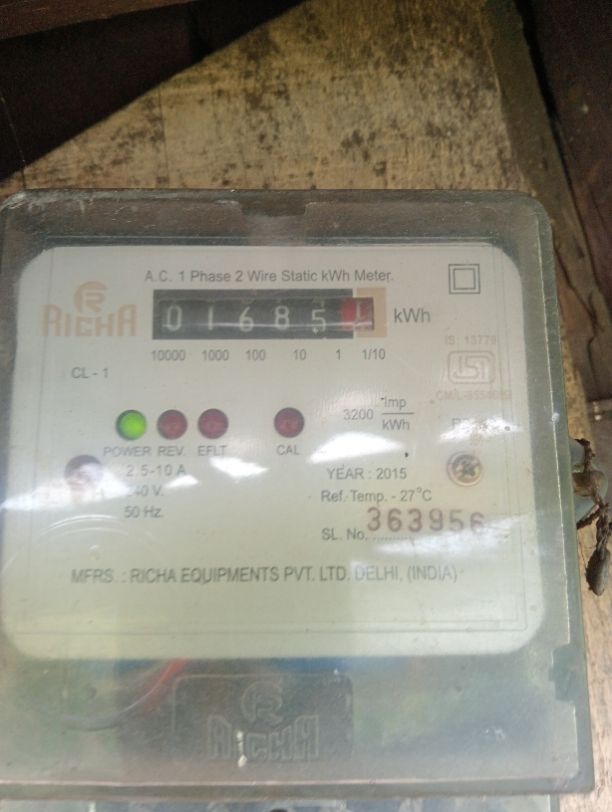 A.C. 1 Phase 2 Wire Static kWh Meter.
RICHA
01685 kWh
10000 1000 100 10 1 1/10
IS: 13779
ISI
CL - 1
3200 Imp/kWh
POWER REV. EFLT CAL
2.5-10 A
YEAR : 2015
40 V.
Ref. Temp. - 27°C
50 Hz.
SL. No. 363956
MFRS. : RICHA EQUIPMENTS PVT. LTD. DELHI, (INDIA)
RICHA